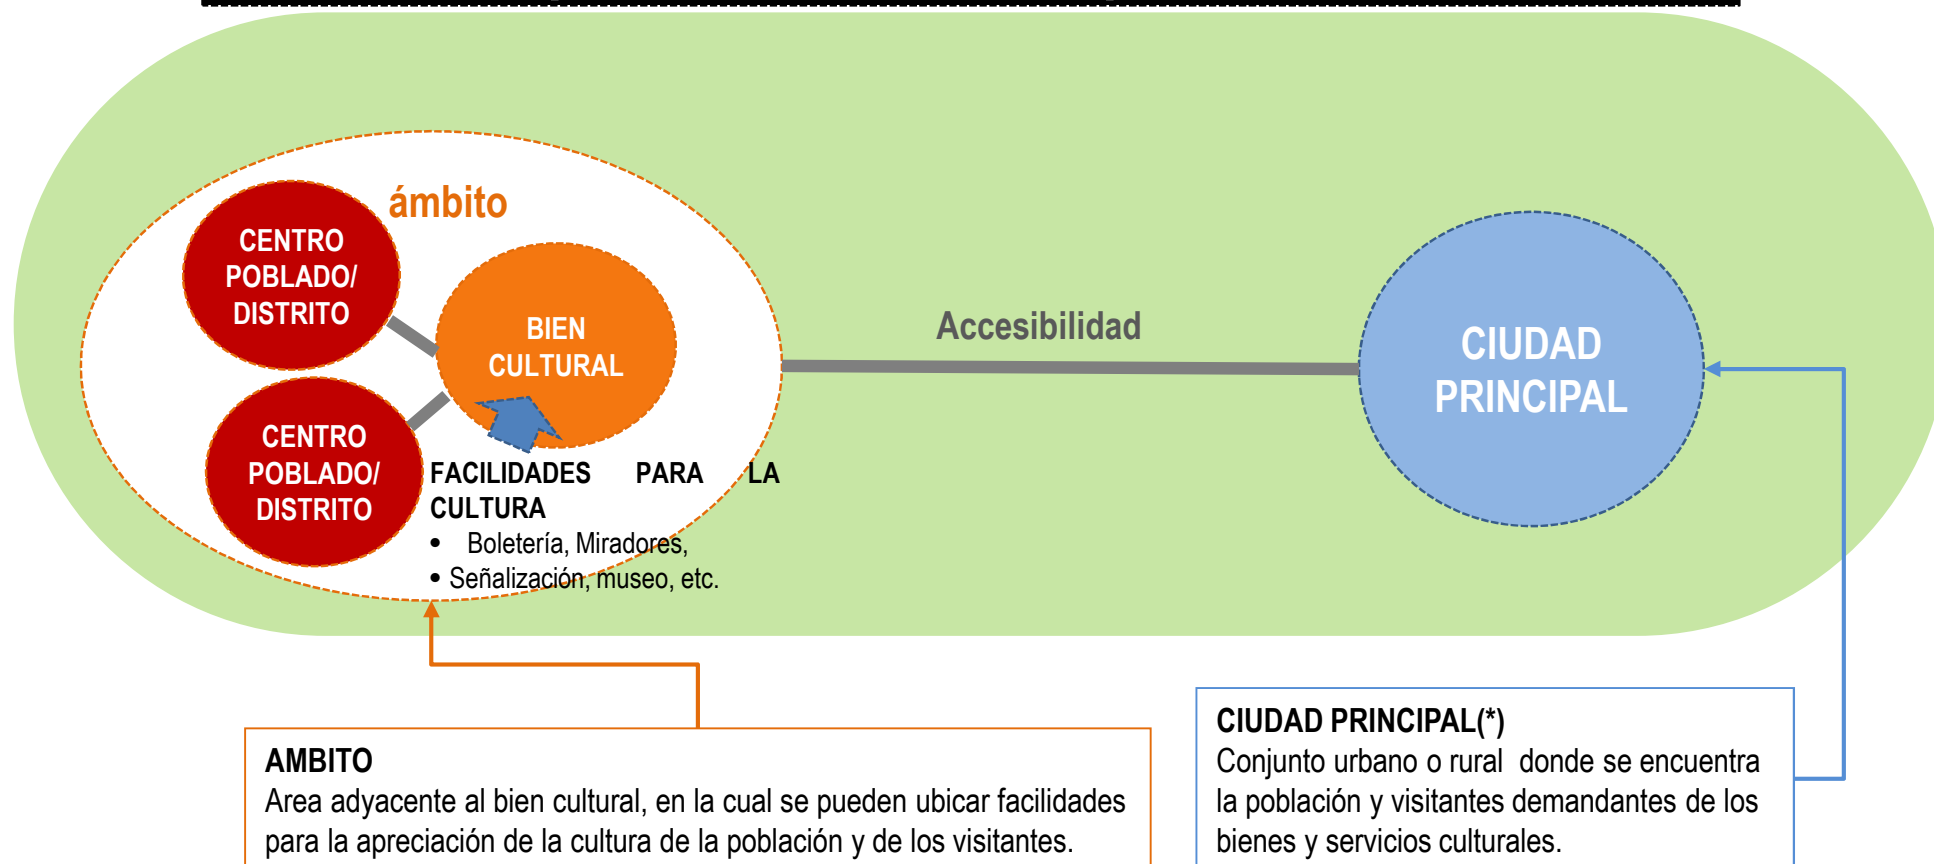 ámbito
CENTRO
POBLADO/
DISTRITO
BIEN
CULTURAL
Accesibilidad
CIUDAD
PRINCIPAL
CENTRO
POBLADO/
DISTRITO
FACILIDADES PARA LA
CULTURA
• Boletería, Miradores,
• Señalización, museo, etc.
AMBITO
Area adyacente al bien cultural, en la cual se pueden ubicar facilidades
para la apreciación de la cultura de la población y de los visitantes.
CIUDAD PRINCIPAL(*)
Conjunto urbano o rural donde se encuentra
la población y visitantes demandantes de los
bienes y servicios culturales.